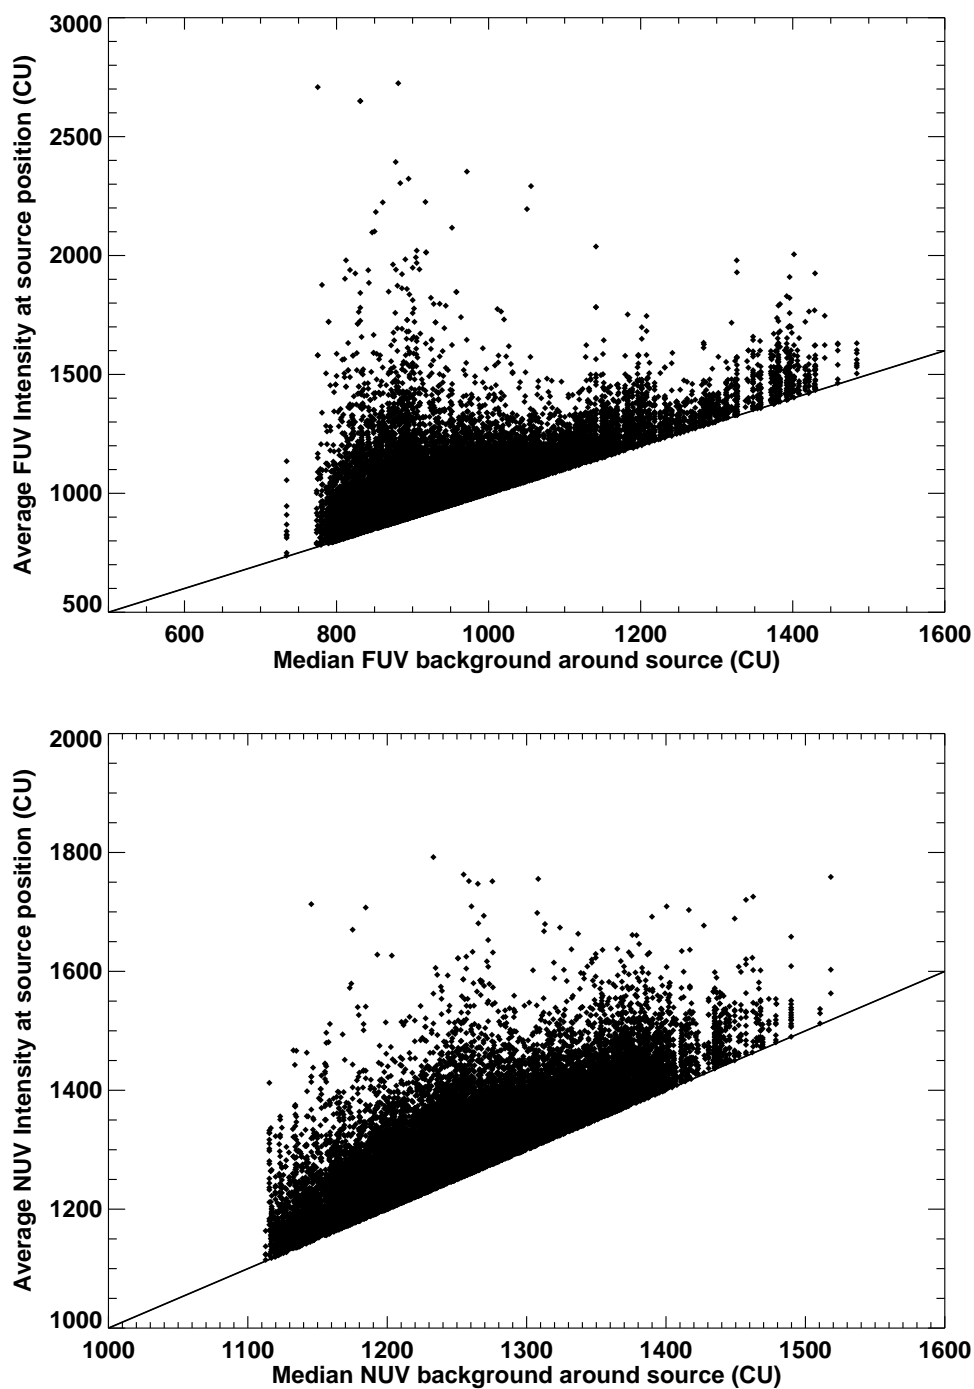 3000
2500
2000
1500
1000
500
Average FUV Intensity at source position (CU)
600 800 1000 1200 1400 1600
Median FUV background around source (CU)
2000
1800
1600
1400
1200
1000
Average NUV Intensity at source position (CU)
1000 1100 1200 1300 1400 1500 1600
Median NUV background around source (CU)